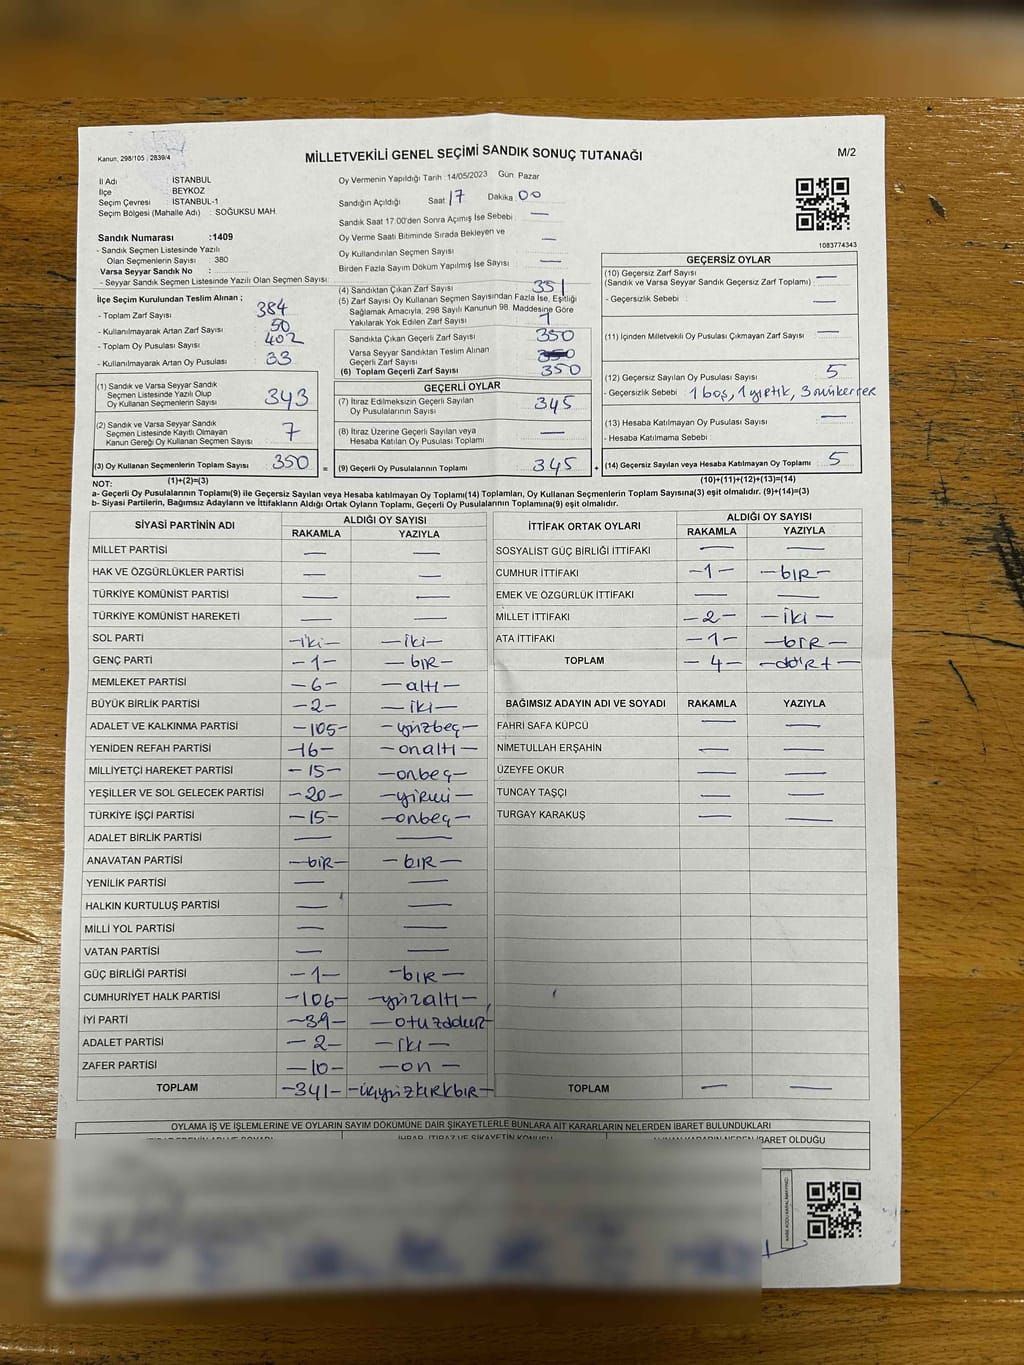 Kanun, 298/105 ; 2839/4
MİLLETVEKİLİ GENEL SEÇİMİ SANDIK SONUÇ TUTANAĞI
M/2
İl Adı : İSTANBUL
İlçe : BEYKOZ
Seçim Çevresi : İSTANBUL-1
Seçim Bölgesi (Mahalle Adı) : SOĞUKSU MAH.
Sandık Numarası :1409
- Sandık Seçmen Listesinde Yazılı
Olan Seçmenlerin Sayısı : 380
Varsa Seyyar Sandık No :
- Seyyar Sandık Seçmen Listesinde Yazılı Olan Seçmen Sayısı:
Oy Vermenin Yapıldığı Tarih :14/05/2023 Gün: Pazar
Sandığın Açıldığı Saat: 17 Dakika: 00
Sandık Saat 17.00'den Sonra Açımış İse Sebebi : —
Oy Verme Saati Bitiminde Sırada Bekleyen ve
Oy Kullandırılan Seçmen Sayısı : —
Birden Fazla Sayım Döküm Yapılmış İse Sayısı : —
1083774343
İlçe Seçim Kurulundan Teslim Alınan ;
- Toplam Zarf Sayısı : 384
- Kullanılmayarak Artan Zarf Sayısı : 50
- Toplam Oy Pusulası Sayısı : 402
- Kullanılmayarak Artan Oy Pusulası : 33
(1) Sandık ve Varsa Seyyar Sandık
Seçmen Listesinde Yazılı Olup
Oy Kullanan Seçmenlerin Sayısı : 343
(2) Sandık ve Varsa Seyyar Sandık
Seçmen Listesinde Kayıtlı Olmayan
Kanun Gereği Oy Kullanan Seçmen Sayısı : 7
(3) Oy Kullanan Seçmenlerin Toplam Sayısı : 350 =
(1)+(2)=(3)
(4) Sandıktan Çıkan Zarf Sayısı : 351
(5) Zarf Sayısı Oy Kullanan Seçmen Sayısından Fazla İse, Eşitliği
Sağlamak Amacıyla, 298 Sayılı Kanunun 98. Maddesine Göre
Yakılarak Yok Edilen Zarf Sayısı : 1
Sandıkta Çıkan Geçerli Zarf Sayısı : 350
Varsa Seyyar Sandıktan Teslim Alınan
Geçerli Zarf Sayısı :
(6) Toplam Geçerli Zarf Sayısı : 350
GEÇERLİ OYLAR
(7) İtiraz Edilmeksizin Geçerli Sayılan
Oy Pusulalarının Sayısı : 345
(8) İtiraz Üzerine Geçerli Sayılan veya
Hesaba Katılan Oy Pusulası Toplamı : —
(9) Geçerli Oy Pusulalarının Toplamı : 345 +
GEÇERSİZ OYLAR
(10) Geçersiz Zarf Sayısı : —
(Sandık ve Varsa Seyyar Sandık Geçersiz Zarf Toplamı)
- Geçersizlik Sebebi : —
(11) İçinden Milletvekili Oy Pusulası Çıkmayan Zarf Sayısı : —
(12) Geçersiz Sayılan Oy Pusulası Sayısı : 5
- Geçersizlik Sebebi : 1 boş, 1 yırtık, 3 mükerrer
(13) Hesaba Katılmayan Oy Pusulası Sayısı : —
- Hesaba Katılmama Sebebi :
(14) Geçersiz Sayılan veya Hesaba Katılmayan Oy Toplamı : 5
(10)+(11)+(12)+(13)=(14)
NOT:
a- Geçerli Oy Pusulalarının Toplamı(9) ile Geçersiz Sayılan veya Hesaba Katılmayan Oy Toplamı(14) Toplamları, Oy Kullanan Seçmenlerin Toplam Sayısına(3) eşit olmalıdır. (9)+(14)=(3)
b- Siyasi Partilerin, Bağımsız Adayların ve İttifakların Aldığı Ortak Oyların Toplamı, Geçerli Oy Pusulalarının Toplamına(9) eşit olmalıdır.
SİYASİ PARTİNİN ADI ALDIĞI OY SAYISI
RAKAMLA YAZIYLA
MİLLET PARTİSİ — —
HAK VE ÖZGÜRLÜKLER PARTİSİ — —
TÜRKİYE KOMÜNİST PARTİSİ — —
TÜRKİYE KOMÜNİST HAREKETİ — —
SOL PARTİ -iki- -iki-
GENÇ PARTİ -1- -bir-
MEMLEKET PARTİSİ -6- -altı-
BÜYÜK BİRLİK PARTİSİ -2- -iki-
ADALET VE KALKINMA PARTİSİ -105- -yüzbeş-
YENİDEN REFAH PARTİSİ -16- -onaltı-
MİLLİYETÇİ HAREKET PARTİSİ -15- -onbeş-
YEŞİLLER VE SOL GELECEK PARTİSİ -20- -yirmi-
TÜRKİYE İŞÇİ PARTİSİ -15- -onbeş-
ADALET BİRLİK PARTİSİ — —
ANAVATAN PARTİSİ -bir- -bir-
YENİLİK PARTİSİ — —
HALKIN KURTULUŞ PARTİSİ — —
MİLLİ YOL PARTİSİ — —
VATAN PARTİSİ — —
GÜÇ BİRLİĞİ PARTİSİ -1- -bir-
CUMHURİYET HALK PARTİSİ -106- -yüzaltı-
İYİ PARTİ -39-
ADALET PARTİSİ -2- -iki-
ZAFER PARTİSİ -10- -on-
TOPLAM -341- -üçyüzkırkbir-
İTTİFAK ORTAK OYLARI ALDIĞI OY SAYISI
RAKAMLA YAZIYLA
SOSYALİST GÜÇ BİRLİĞİ İTTİFAKI — —
CUMHUR İTTİFAKI -1- -bir-
EMEK VE ÖZGÜRLÜK İTTİFAKI — —
MİLLET İTTİFAKI -2- -iki-
ATA İTTİFAKI -1- -bir-
TOPLAM -4- -dört-
BAĞIMSIZ ADAYIN ADI VE SOYADI RAKAMLA YAZIYLA
FAHRİ SAFA KÜPCÜ — —
NİMETULLAH ERŞAHİN — —
ÜZEYFE OKUR — —
TUNCAY TAŞÇI — —
TURGAY KARAKUŞ — —
TOPLAM — —
OYLAMA İŞ VE İŞLEMLERİNE VE OYLARIN SAYIM DÖKÜMÜNE DAİR ŞİKAYETLERLE BUNLARA AİT KARARLARIN NELERDEN İBARET BULUNDUKLARI
İHBAR, İTİRAZ VE ŞİKAYETİN KONUSU